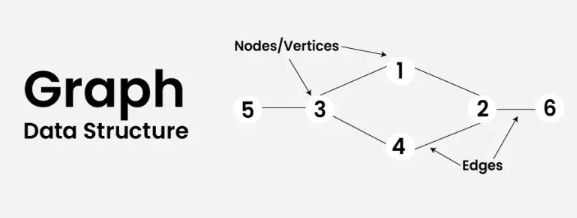 Graph
Data Structure
Nodes/Vertices
1
5
3
2
6
4
Edges